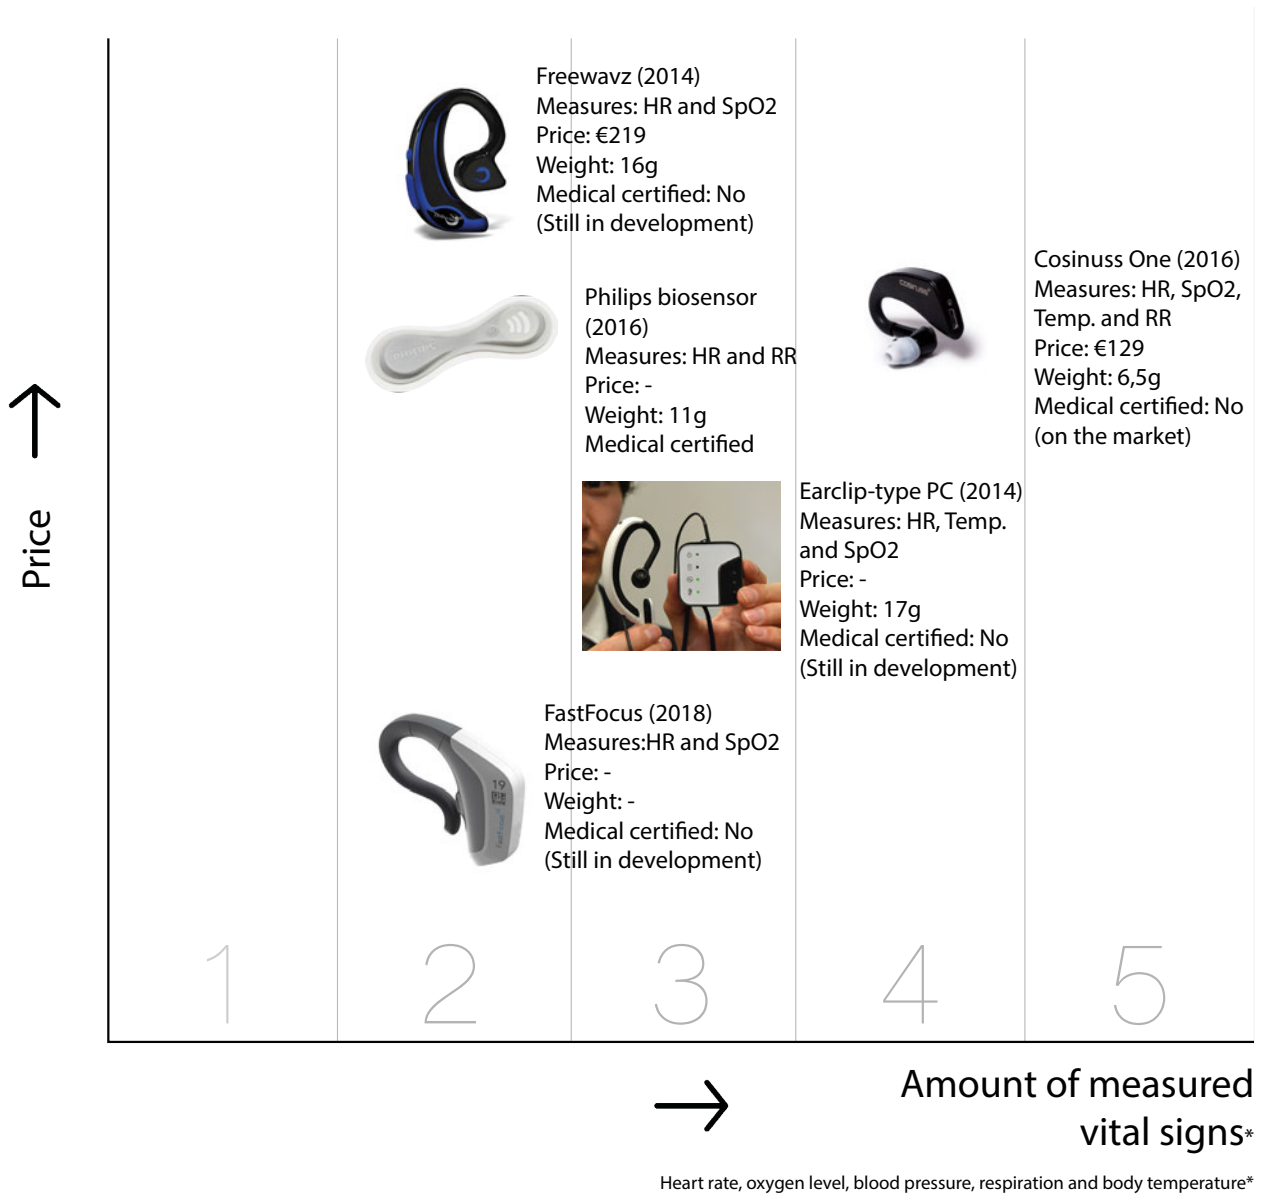 Freewavz (2014)
Measures: HR and SpO2
Price: €219
Weight: 16g
Medical certified: No
(Still in development)
Philips biosensor
(2016)
Measures: HR and RR
Price: -
Weight: 11g
Medical certified
PHILIPS
cosinuss°
Cosinuss One (2016)
Measures: HR, SpO2,
Temp. and RR
Price: €129
Weight: 6,5g
Medical certified: No
(on the market)
Earclip-type PC (2014)
Measures: HR, Temp.
and SpO2
Price: -
Weight: 17g
Medical certified: No
(Still in development)
FastFocus (2018)
Measures:HR and SpO2
Price: -
Weight: -
Medical certified: No
(Still in development)
19
FastFocus
Price
1 2 3 4 5
Amount of measured
vital signs*
Heart rate, oxygen level, blood pressure, respiration and body temperature*